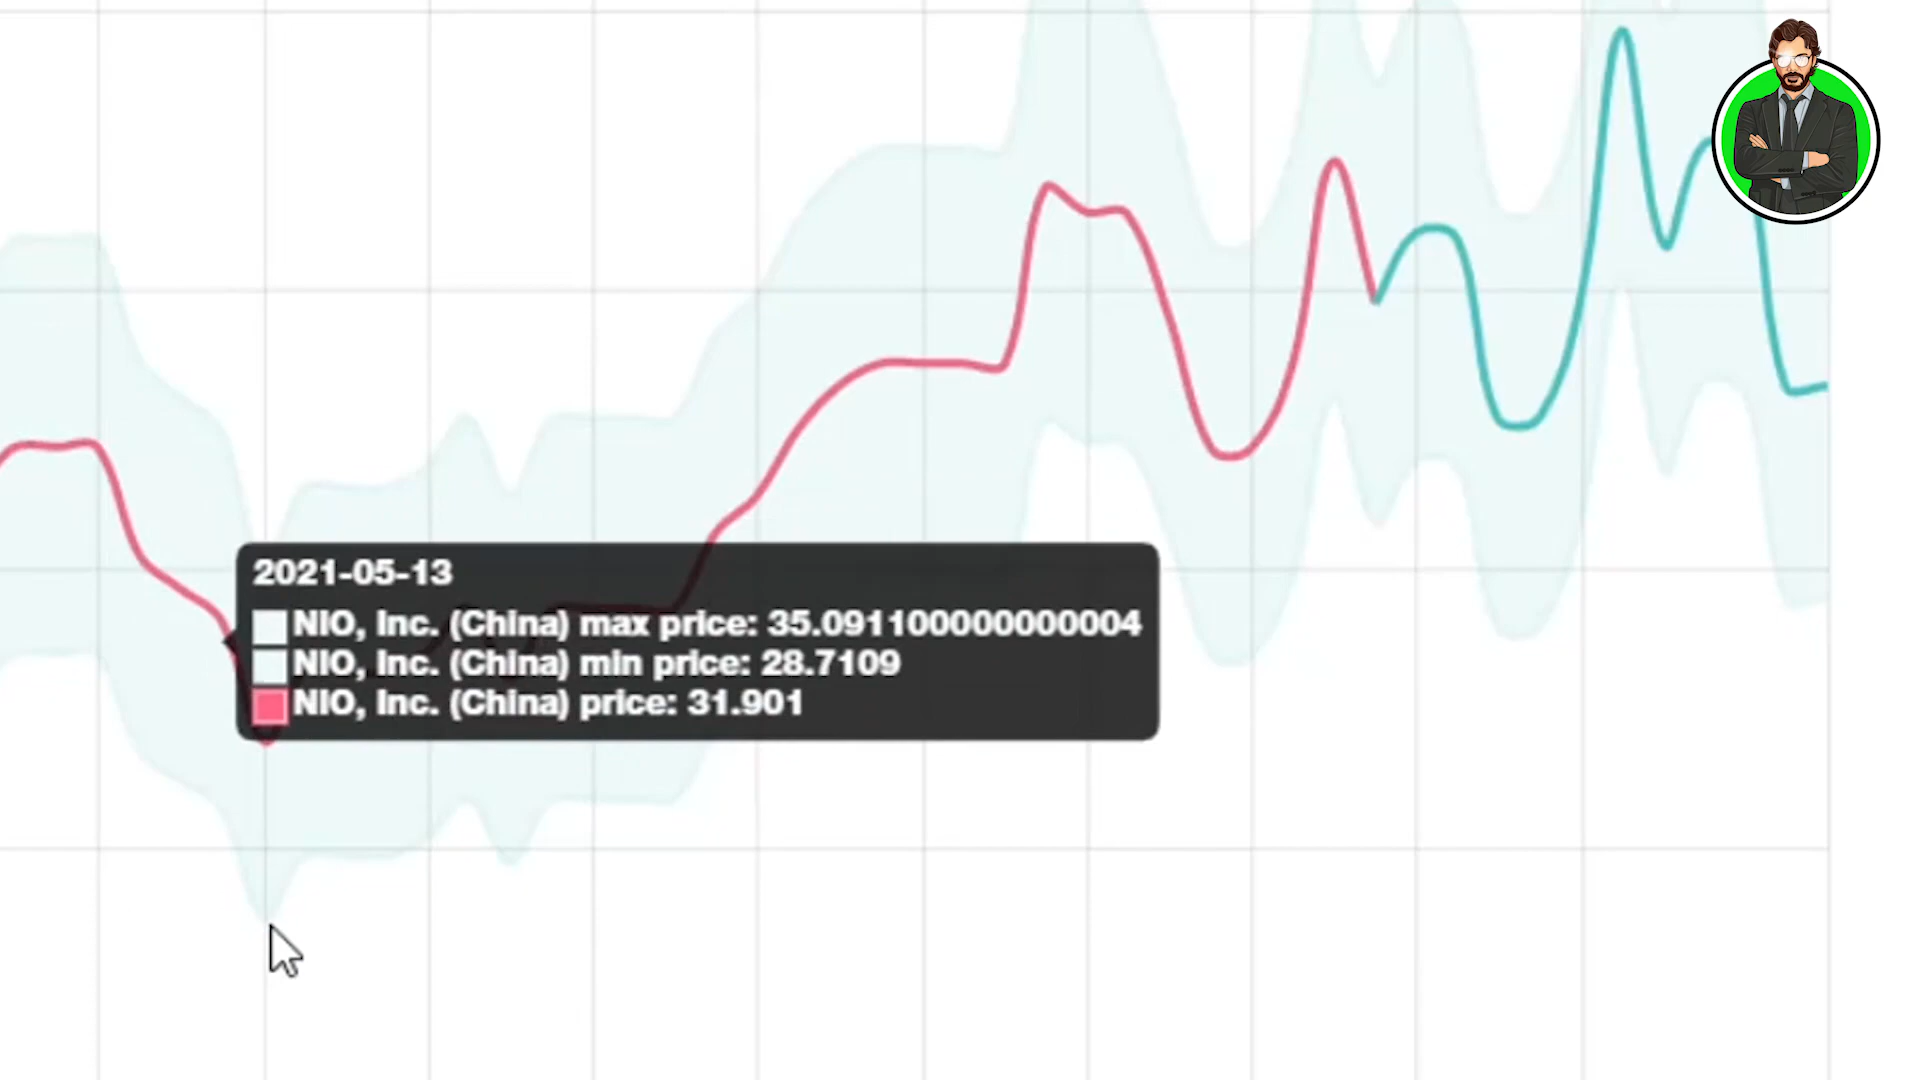 2021-05-13
NIO, Inc. (China) max price: 35.091100000000004
NIO, Inc. (China) min price: 28.7109
NIO, Inc. (China) price: 31.901